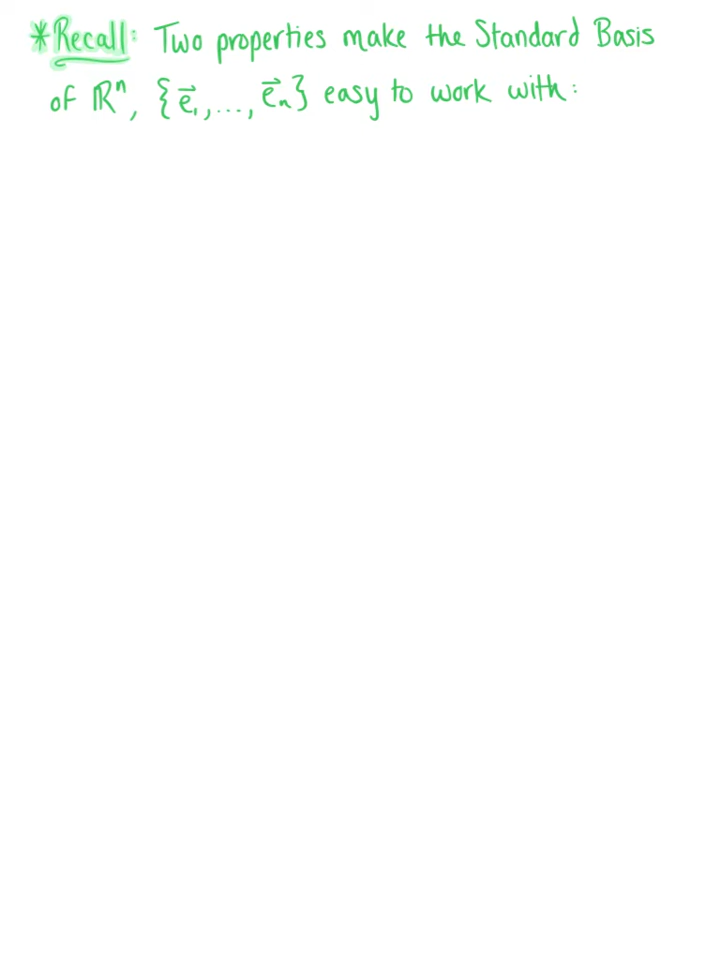 *Recall: Two properties make the Standard Basis
of ℝⁿ, {e⃗₁,...,e⃗ₙ} easy to work with: